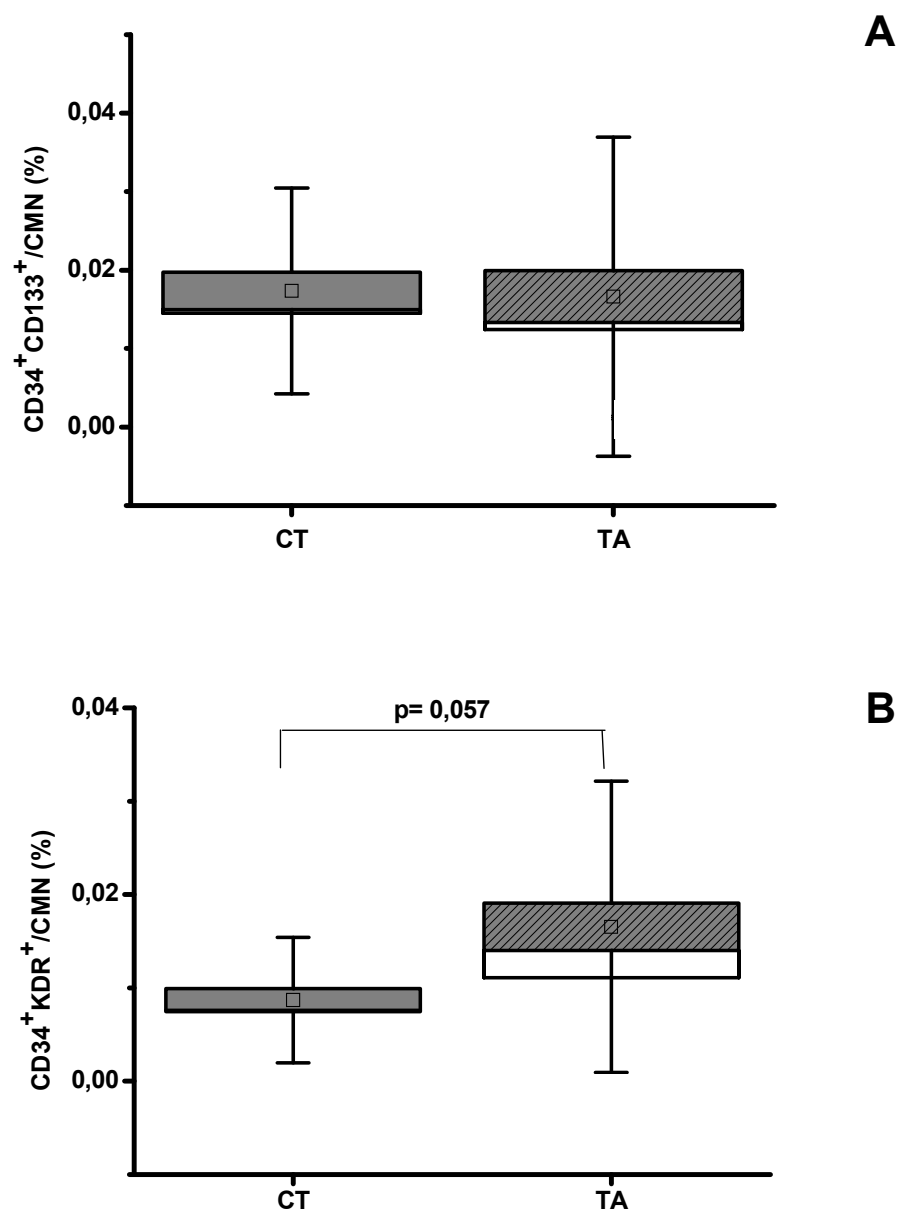 A
0,04
0,02
0,00
CD34⁺CD133⁺/CMN (%)
CT TA
B
p= 0,057
0,04
0,02
0,00
CD34⁺KDR⁺/CMN (%)
CT TA